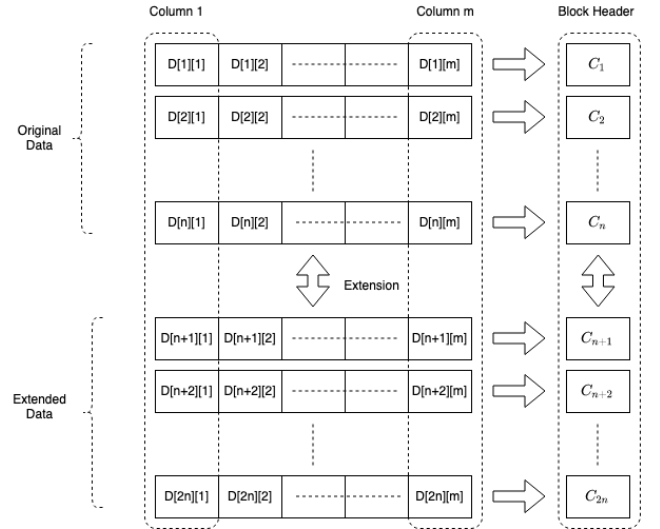 Column 1 Column m Block Header
D[1][1] D[1][2] D[1][m] C₁
D[2][1] D[2][2] D[2][m] C₂
Original
Data
D[n][1] D[n][2] D[n][m] Cₙ
Extension
D[n+1][1] D[n+1][2] D[n+1][m] Cₙ₊₁
D[n+2][1] D[n+2][2] D[n+2][m] Cₙ₊₂
Extended
Data
D[2n][1] D[2n][2] D[2n][m] C₂ₙ